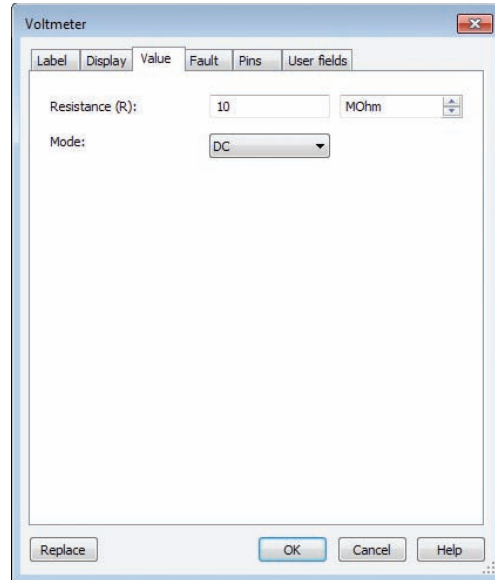 Voltmeter
Label Display Value Fault Pins User fields
Resistance (R): 10 MOhm
Mode: DC
Replace OK Cancel Help